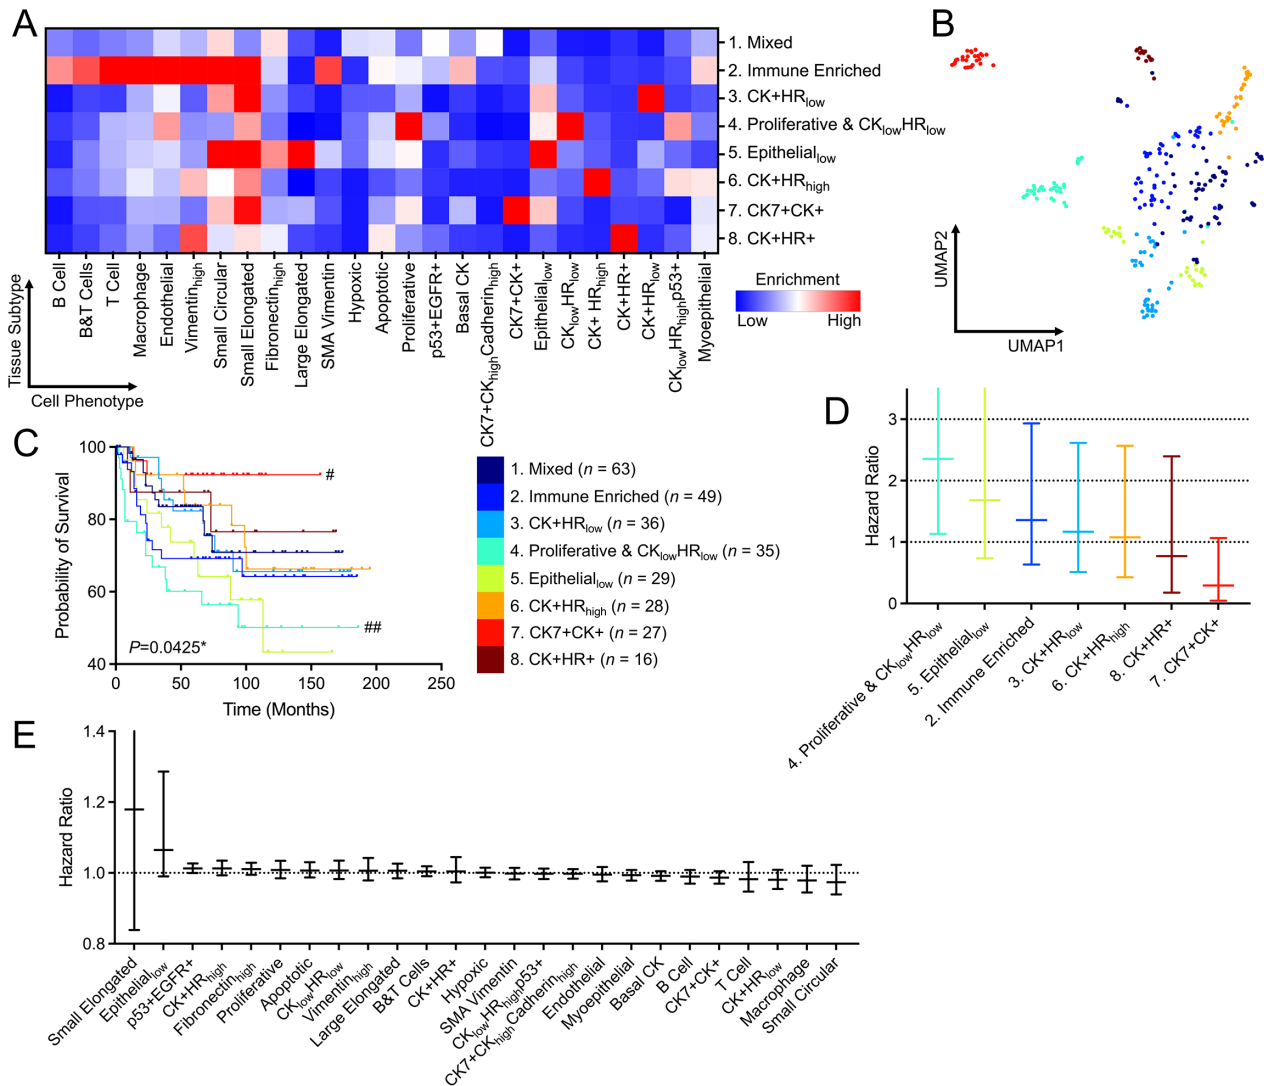 A
1. Mixed
2. Immune Enriched
3. CK+HRlow
4. Proliferative & CKlowHRlow
5. Epitheliallow
6. CK+HRhigh
7. CK7+CK+
8. CK+HR+
Tissue Subtype
Cell Phenotype
B Cell
B&T Cells
T Cell
Macrophage
Endothelial
Vimentinhigh
Small Circular
Small Elongated
Fibronectinhigh
Large Elongated
SMA Vimentin
Hypoxic
Apoptotic
Proliferative
p53+EGFR+
Basal CK
CK7+CKhighCadherinhigh
CK7+CK+
Epitheliallow
CKlowHRlow
CK+ HRhigh
CK+HR+
CK+HRlow
CKlowHRhighp53+
Myoepithelial
Enrichment
Low High
B
UMAP2
UMAP1
C
Probability of Survival
100
80
60
40
0 50 100 150 200 250
Time (Months)
P=0.0425*
#
##
1. Mixed (n = 63)
2. Immune Enriched (n = 49)
3. CK+HRlow (n = 36)
4. Proliferative & CKlowHRlow (n = 35)
5. Epitheliallow (n = 29)
6. CK+HRhigh (n = 28)
7. CK7+CK+ (n = 27)
8. CK+HR+ (n = 16)
D
Hazard Ratio
3
2
1
0
4. Proliferative & CKlowHRlow
5. Epitheliallow
2. Immune Enriched
3. CK+HRlow
6. CK+HRhigh
8. CK+HR+
7. CK7+CK+
E
Hazard Ratio
1.4
1.2
1.0
0.8
Small Elongated
Epitheliallow
p53+EGFR+
CK+HRhigh
Fibronectinhigh
Proliferative
Apoptotic
CKlowHRlow
Vimentinhigh
Large Elongated
B&T Cells
CK+HR+
Hypoxic
SMA Vimentin
CKlowHRhighp53+
CK7+CKhighCadherinhigh
Endothelial
Myoepithelial
Basal CK
B Cell
CK7+CK+
T Cell
CK+HRlow
Macrophage
Small Circular